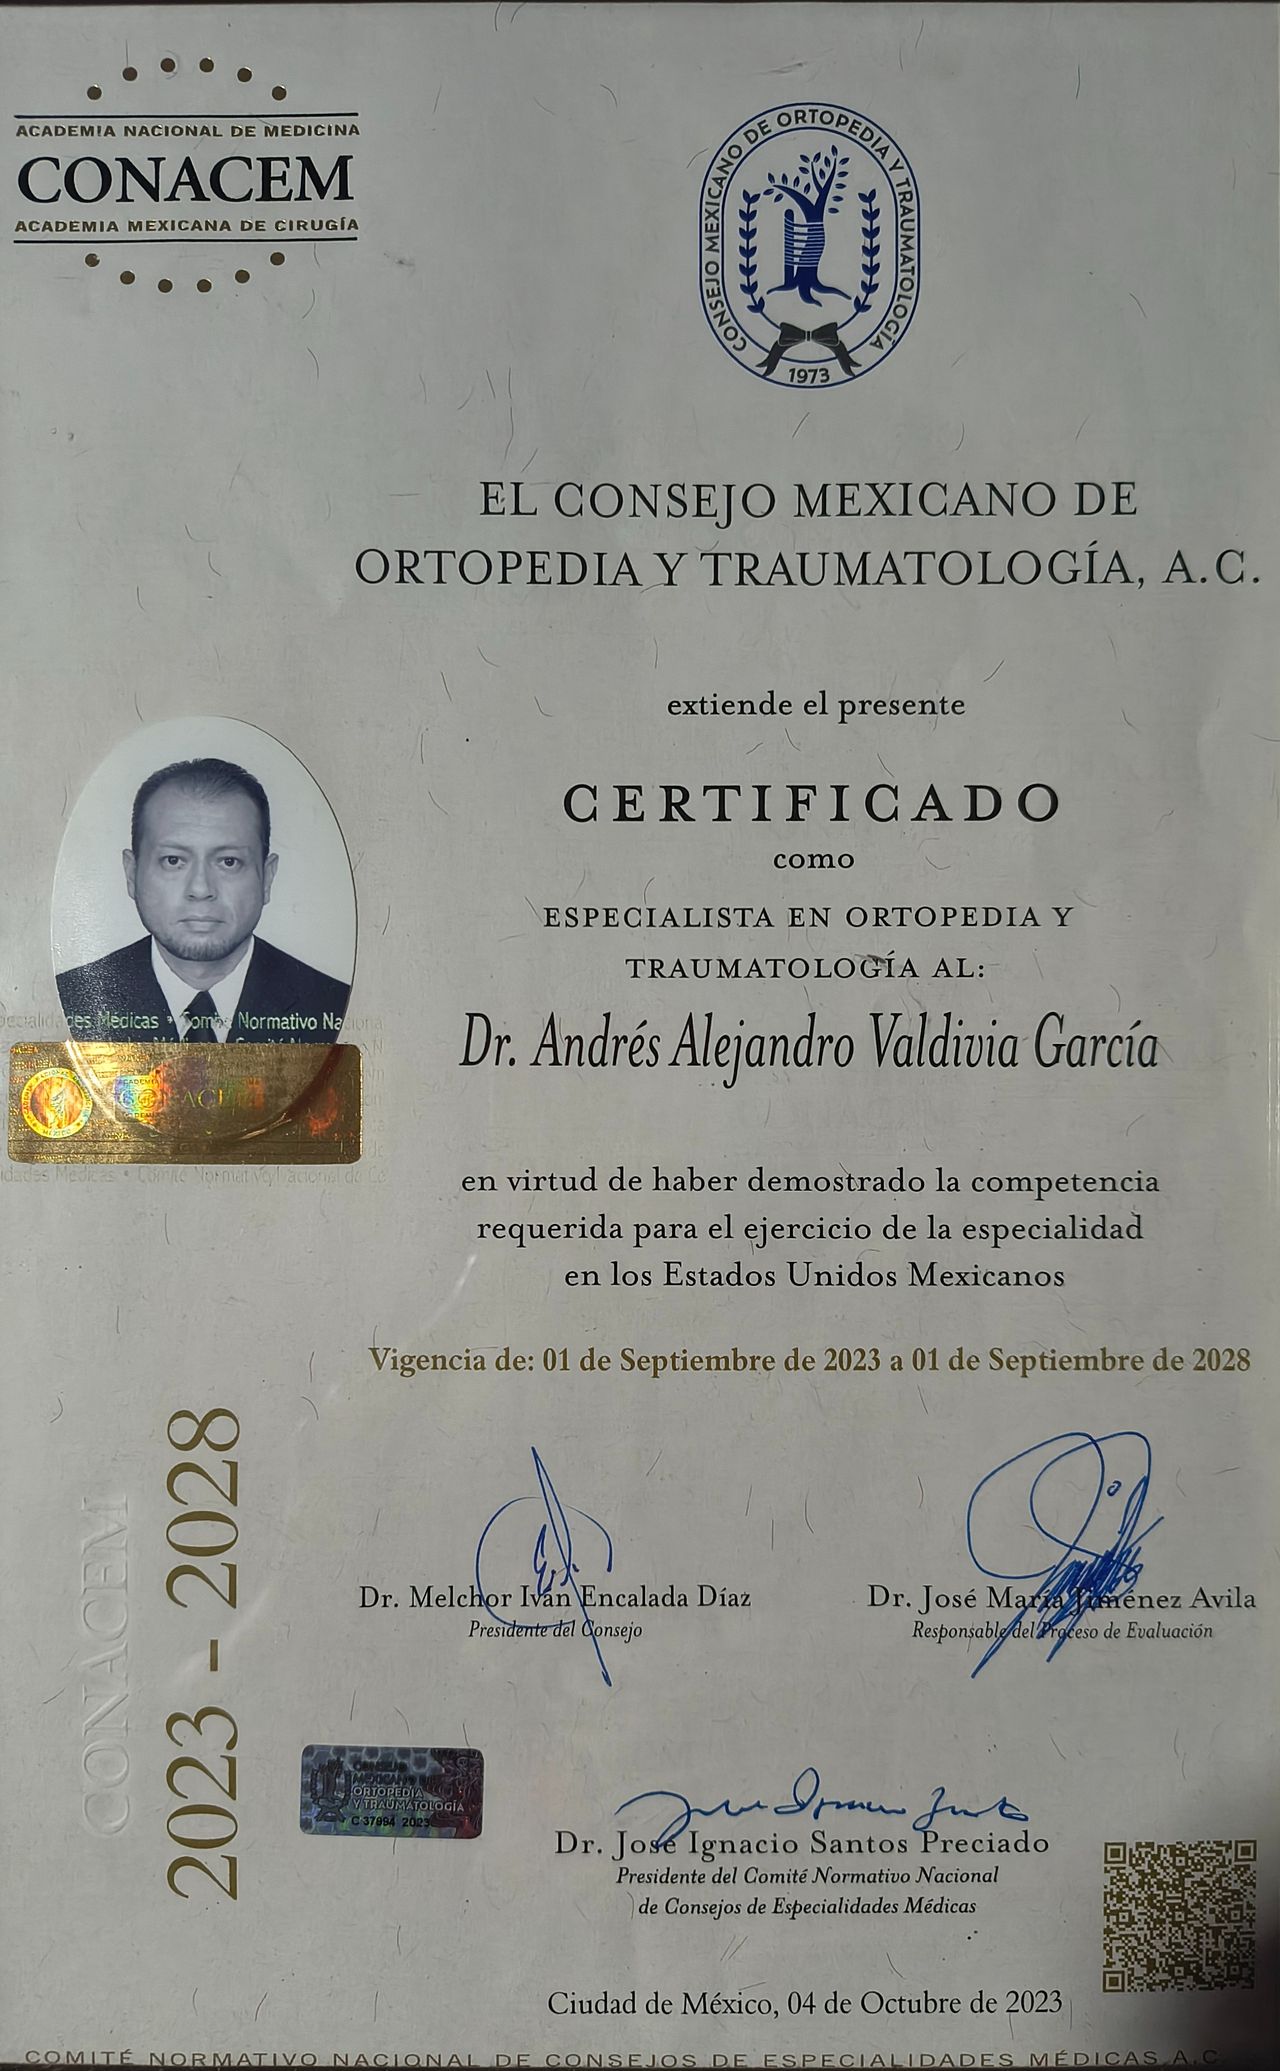 ACADEMIA NACIONAL DE MEDICINA
CONACEM
ACADEMIA MEXICANA DE CIRUGÍA
CONSEJO MEXICANO DE ORTOPEDIA Y TRAUMATOLOGÍA
1973
EL CONSEJO MEXICANO DE
ORTOPEDIA Y TRAUMATOLOGÍA, A.C.
extiende el presente
CERTIFICADO
como
ESPECIALISTA EN ORTOPEDIA Y
TRAUMATOLOGÍA AL:
Dr. Andrés Alejandro Valdivia García
en virtud de haber demostrado la competencia
requerida para el ejercicio de la especialidad
en los Estados Unidos Mexicanos
Vigencia de: 01 de Septiembre de 2023 a 01 de Septiembre de 2028
CONACEM
2023 - 2028
Dr. Melchor Iván Encalada Díaz
Presidente del Consejo
Dr. José María Jiménez Avila
Responsable del Proceso de Evaluación
CONSEJO
MEXICANO DE
ORTOPEDIA
Y TRAUMATOLOGÍA
Dr. José Ignacio Santos Preciado
Presidente del Comité Normativo Nacional
de Consejos de Especialidades Médicas
Ciudad de México, 04 de Octubre de 2023
COMITÉ NORMATIVO NACIONAL DE CONSEJOS DE ESPECIALIDADES MÉDICAS A.C.